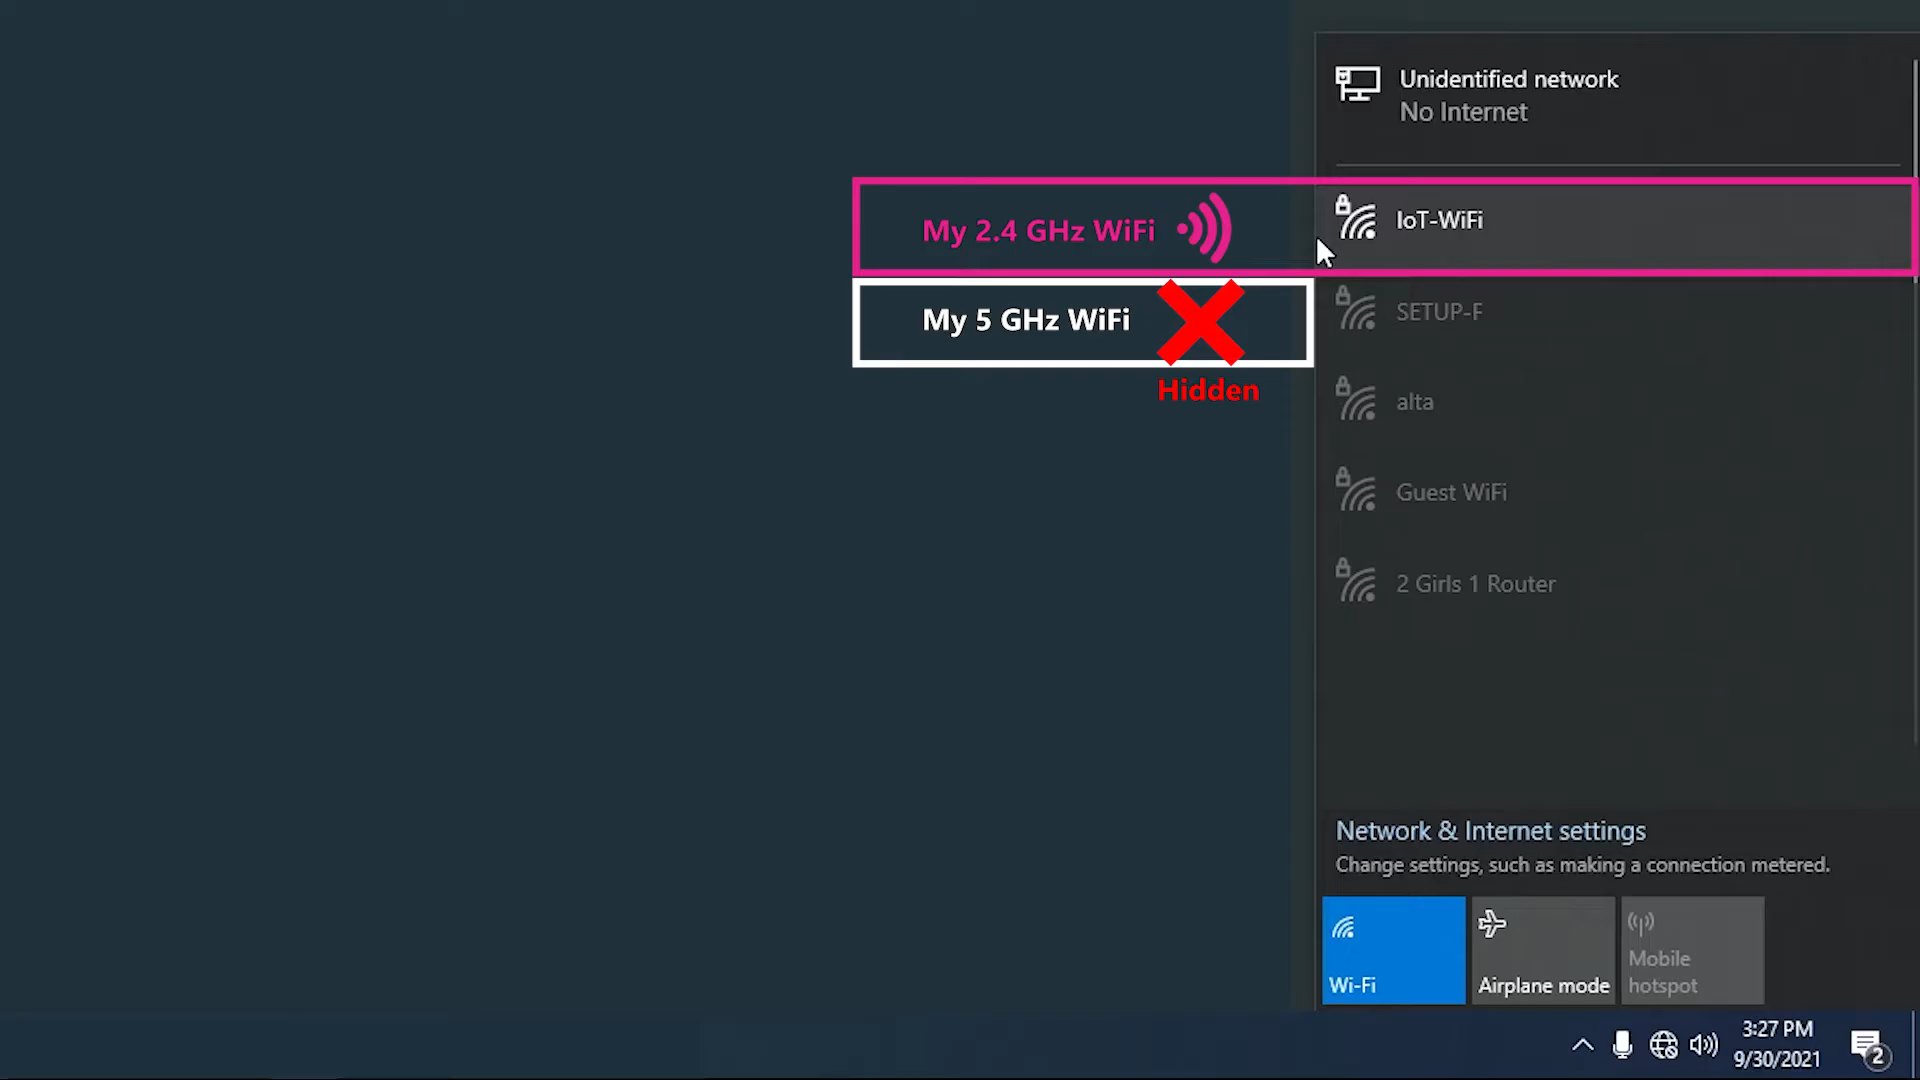 Unidentified network
No Internet
My 2.4 GHz WiFi
IoT-WiFi
My 5 GHz WiFi
SETUP-F
Hidden
alta
Guest WiFi
2 Girls 1 Router
Network & Internet settings
Change settings, such as making a connection metered.
Wi-Fi
Airplane mode
Mobile
hotspot
3:27 PM
9/30/2021
2